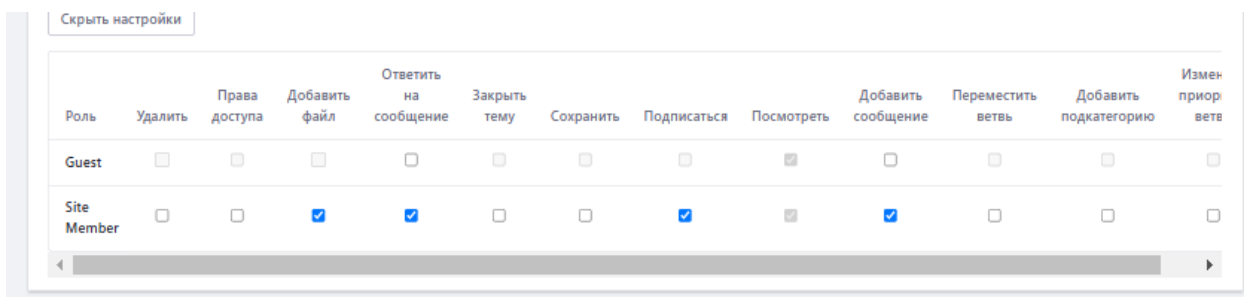 Скрыть настройки
Роль Удалить Права доступа Добавить файл Ответить на сообщение Закрыть тему Сохранить Подписаться Посмотреть Добавить сообщение Переместить ветвь Добавить подкатегорию
Guest
Site Member